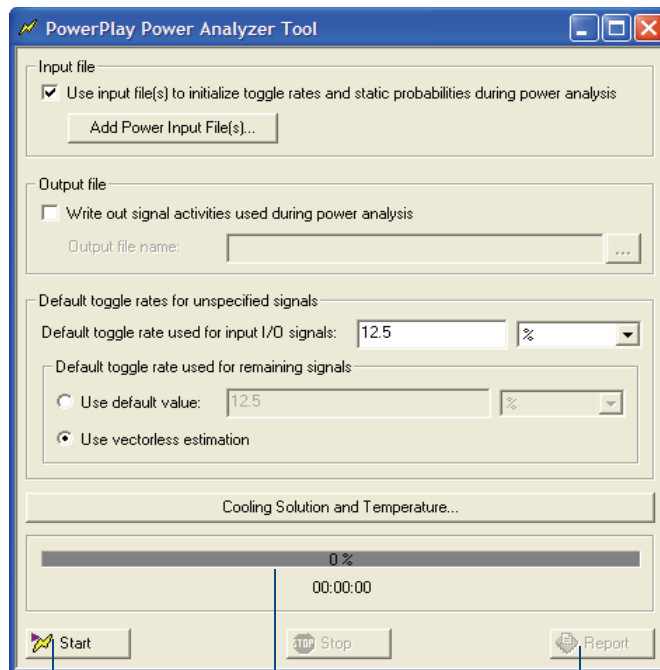 PowerPlay Power Analyzer Tool
Input file
Use input file(s) to initialize toggle rates and static probabilities during power analysis
Add Power Input File(s)...
Output file
Write out signal activities used during power analysis
Output file name:
...
Default toggle rates for unspecified signals
Default toggle rate used for input I/O signals: 12.5 %
Default toggle rate used for remaining signals
Use default value: 12.5 %
Use vectorless estimation
Cooling Solution and Temperature...
0 %
00:00:00
Start STOP Stop Report